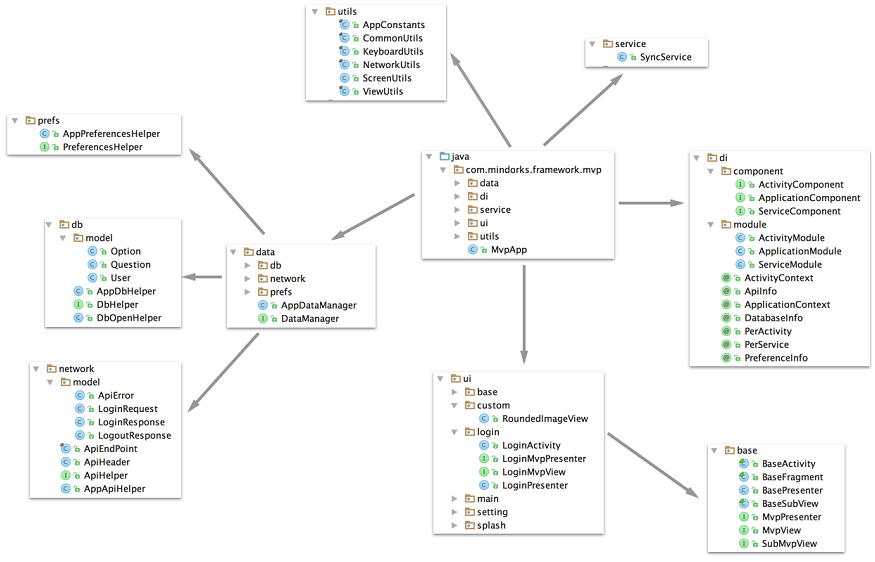 utils
AppConstants
CommonUtils
KeyboardUtils
NetworkUtils
ScreenUtils
ViewUtils
service
SyncService
prefs
AppPreferencesHelper
PreferencesHelper
java
com.mindorks.framework.mvp
data
di
service
ui
utils
MvpApp
di
component
ActivityComponent
ApplicationComponent
ServiceComponent
module
ActivityModule
ApplicationModule
ServiceModule
ActivityContext
ApiInfo
ApplicationContext
DatabaseInfo
PerActivity
PerService
PreferenceInfo
db
model
Option
Question
User
AppDbHelper
DbHelper
DbOpenHelper
data
db
network
prefs
AppDataManager
DataManager
network
model
ApiError
LoginRequest
LoginResponse
LogoutResponse
ApiEndPoint
ApiHeader
ApiHelper
AppApiHelper
ui
base
custom
RoundedImageView
login
LoginActivity
LoginMvpPresenter
LoginMvpView
LoginPresenter
main
setting
splash
base
BaseActivity
BaseFragment
BasePresenter
BaseSubView
MvpPresenter
MvpView
SubMvpView